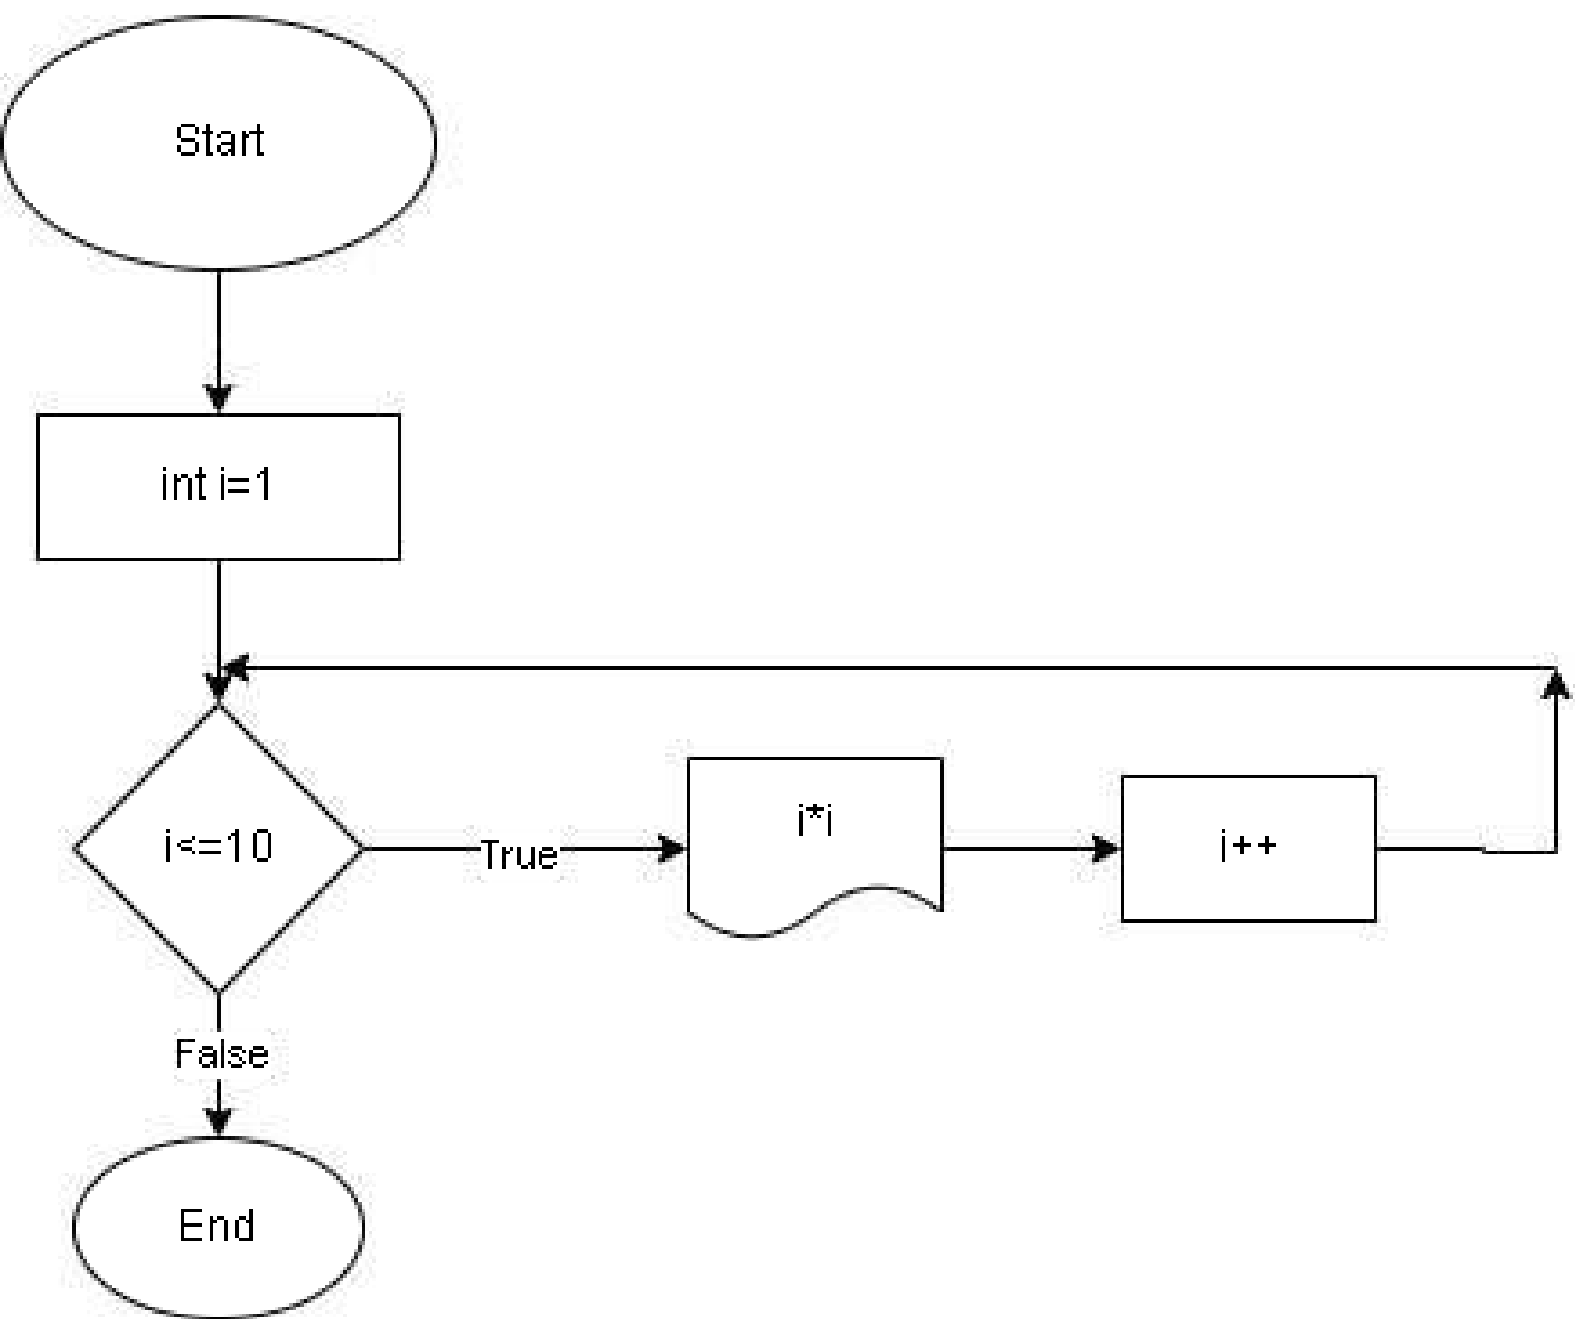 Start
int i=1
i<=10
True
i*i
i++
False
End